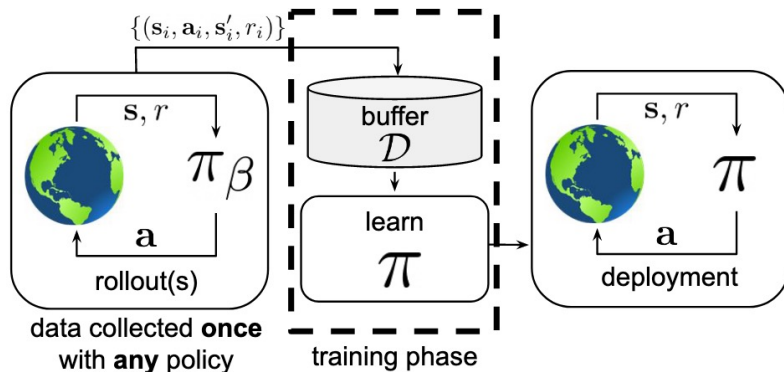 {(s_i, a_i, s'_i, r_i)}
s, r
π_β
a
rollout(s)
data collected once
with any policy
buffer
𝒟
learn
π
training phase
s, r
π
a
deployment